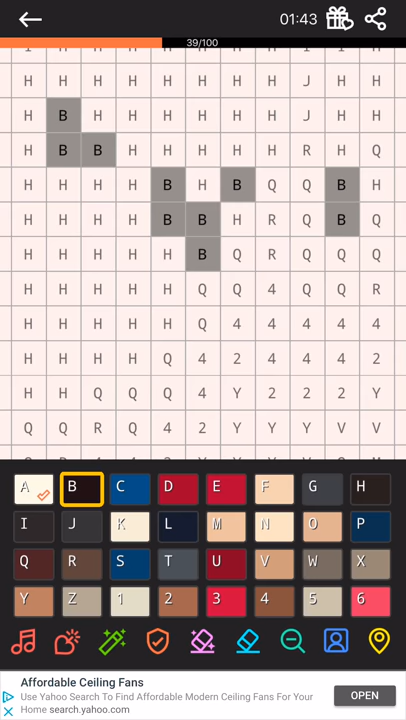 01:43
39/100
I H H H H H H I I I H
H H H H H H H H J H H
H B H H H H H H J H H
H B B H H H H H R H Q
H H H H B H B Q Q B H
H H H H B B H R Q B Q
H H H H H B Q R Q Q Q
H H H H H Q Q 4 Q Q R
H H H H H Q 4 4 4 4 4
H H H H Q 4 2 4 4 4 2
H H Q Q Q 4 Y 2 2 2 Y
Q Q R Q 4 2 Y Y Y V V
A B C D E F G H
I J K L M N O P
Q R S T U V W X
Y Z 1 2 3 4 5 6
Affordable Ceiling Fans
Use Yahoo Search To Find Affordable Modern Ceiling Fans For Your
Home search.yahoo.com
OPEN